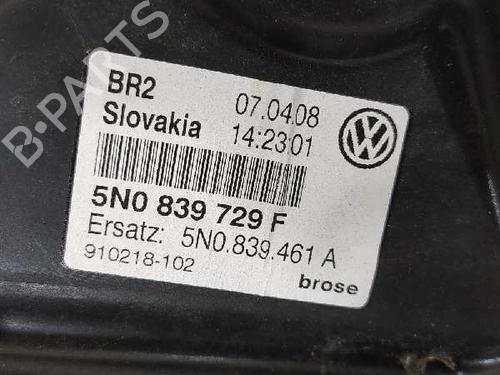 BR2 07.04.08
Slovakia 14:23:01
5N0 839 729 F
Ersatz: 5N0.839.461 A
910218-102
brose
B-PARTS